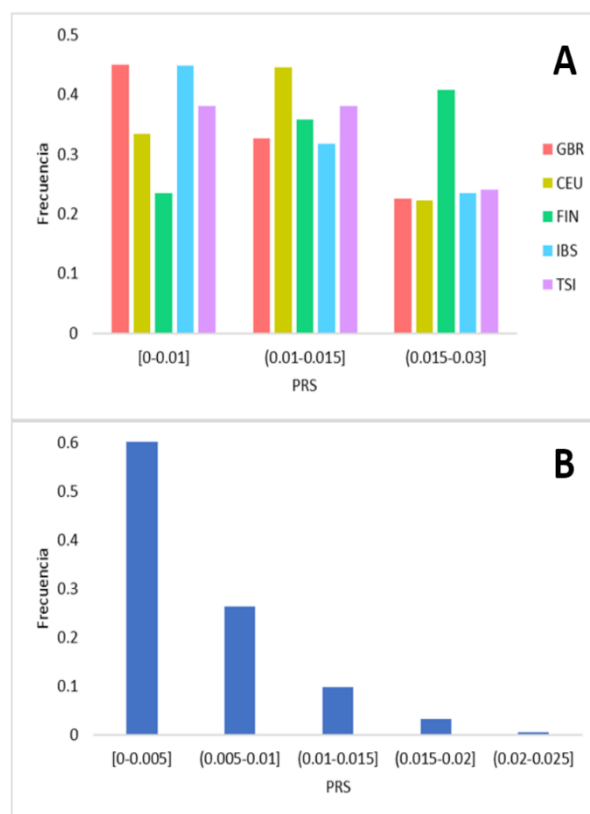 A
0.5
0.4
0.3
0.2
0.1
0
Frecuencia
[0-0.01]
(0.01-0.015]
(0.015-0.03]
PRS
GBR
CEU
FIN
IBS
TSI
B
0.6
0.5
0.4
0.3
0.2
0.1
0
Frecuencia
[0-0.005]
(0.005-0.01]
(0.01-0.015]
(0.015-0.02]
(0.02-0.025]
PRS